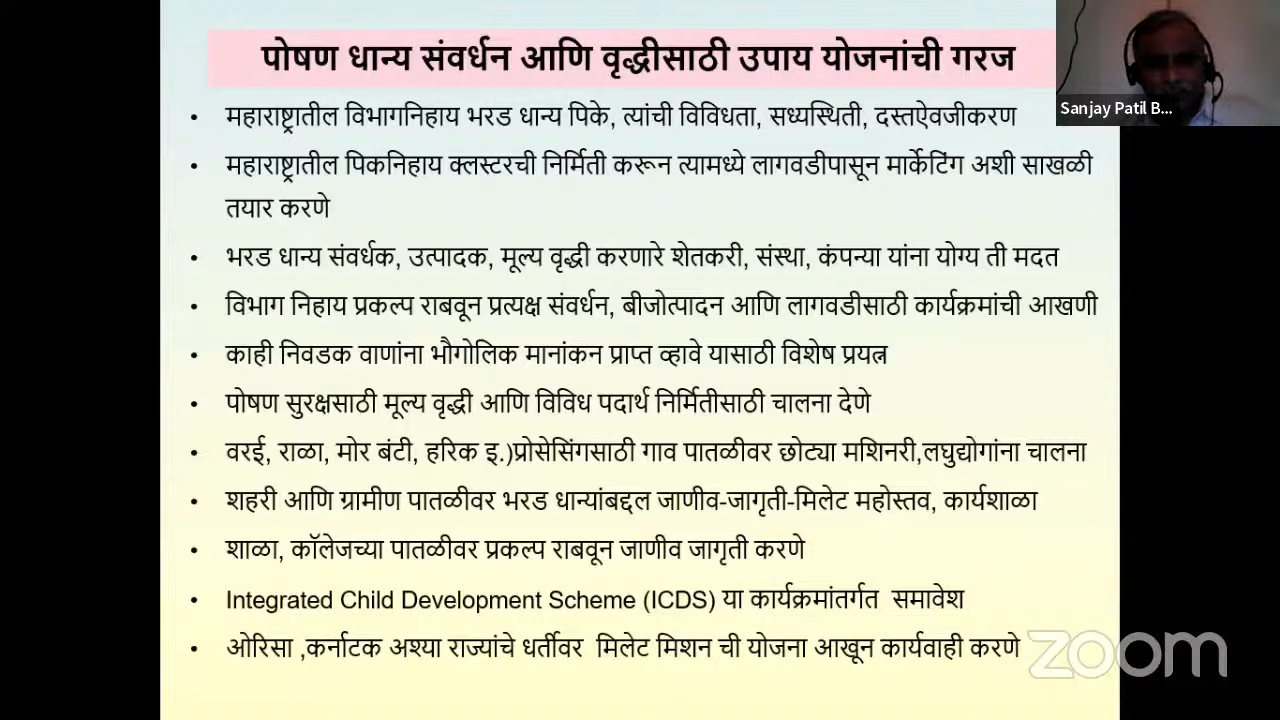 पोषण धान्य संवर्धन आणि वृद्धीसाठी उपाय योजनांची गरज
Sanjay Patil B...
• महाराष्ट्रातील विभागनिहाय भरड धान्य पिके, त्यांची विविधता, सध्यस्थिती, दस्तऐवजीकरण
• महाराष्ट्रातील पिकनिहाय क्लस्टरची निर्मिती करून त्यामध्ये लागवडीपासून मार्केटिंग अशी साखळी
तयार करणे
• भरड धान्य संवर्धक, उत्पादक, मूल्य वृद्धी करणारे शेतकरी, संस्था, कंपन्या यांना योग्य ती मदत
• विभाग निहाय प्रकल्प राबवून प्रत्यक्ष संवर्धन, बीजोत्पादन आणि लागवडीसाठी कार्यक्रमांची आखणी
• काही निवडक वाणांना भौगोलिक मानांकन प्राप्त व्हावे यासाठी विशेष प्रयत्न
• पोषण सुरक्षसाठी मूल्य वृद्धी आणि विविध पदार्थ निर्मितीसाठी चालना देणे
• वरई, राळा, मोर बंटी, हरिक इ.)प्रोसेसिंगसाठी गाव पातळीवर छोट्या मशिनरी,लघुद्योगांना चालना
• शहरी आणि ग्रामीण पातळीवर भरड धान्यांबद्दल जाणीव-जागृती-मिलेट महोस्तव, कार्यशाळा
• शाळा, कॉलेजच्या पातळीवर प्रकल्प राबवून जाणीव जागृती करणे
• Integrated Child Development Scheme (ICDS) या कार्यक्रमांतर्गत समावेश
• ओरिसा ,कर्नाटक अश्या राज्यांचे धर्तीवर मिलेट मिशन ची योजना आखून कार्यवाही करणे
zoom